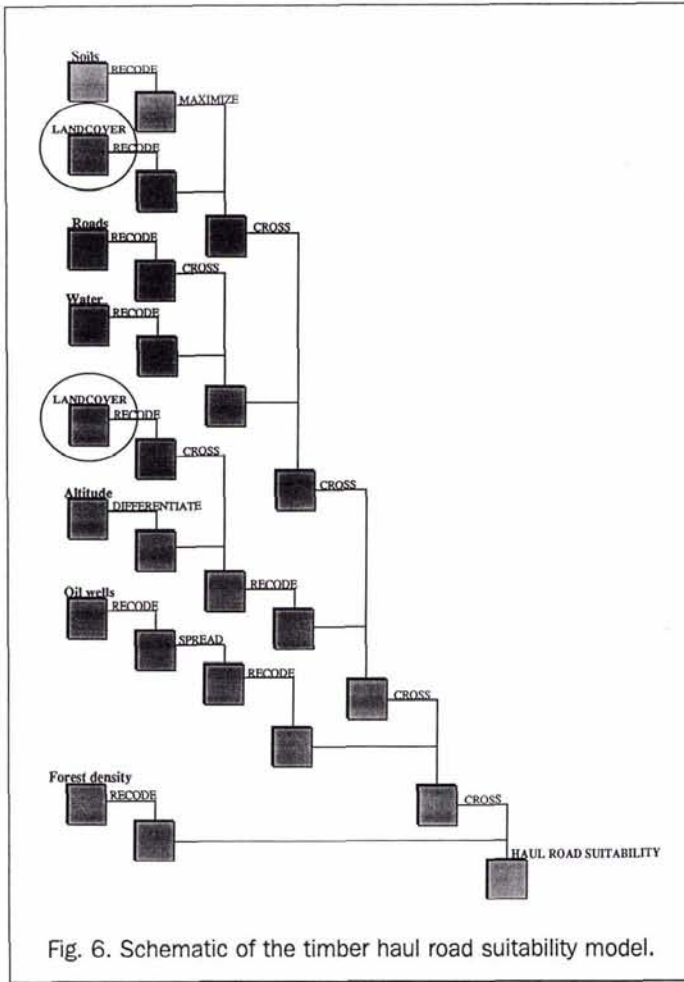 Soils
RECODE
MAXIMIZE
LANDCOVER
RECODE
CROSS
Roads
RECODE
CROSS
Water
RECODE
LANDCOVER
RECODE
CROSS
CROSS
Altitude
DIFFERENTIATE
RECODE
Oil wells
RECODE
SPREAD
RECODE
CROSS
Forest density
RECODE
CROSS
HAUL ROAD SUITABILITY
Fig. 6. Schematic of the timber haul road suitability model.